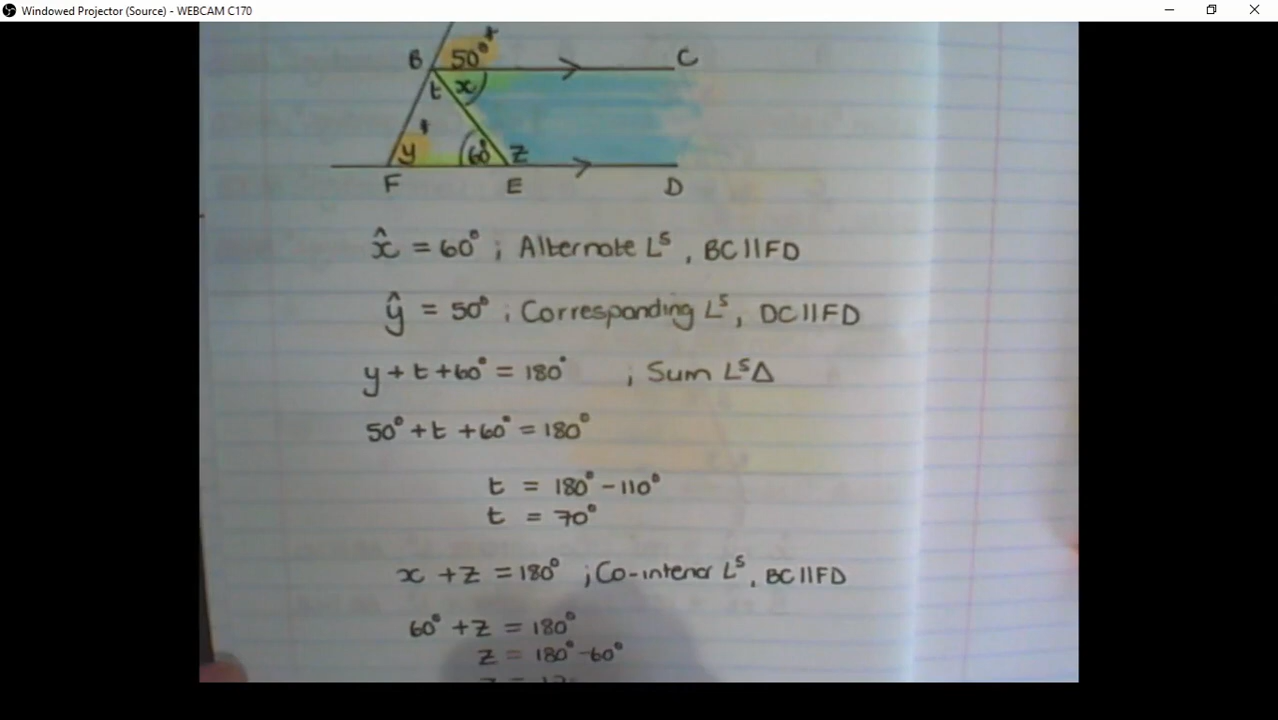 Windowed Projector (Source) - WEBCAM C170
B 50° C
t x
y 60° z
F E D
x̂ = 60° ; Alternate L^s , BC||FD
ŷ = 50° ; Corresponding L^s, DC||FD
y + t + 60° = 180° ; Sum L^s Δ
50° + t + 60° = 180°
t = 180° - 110°
t = 70°
x + z = 180° ; Co-interior L^s, BC||FD
60° + z = 180°
z = 180° - 60°